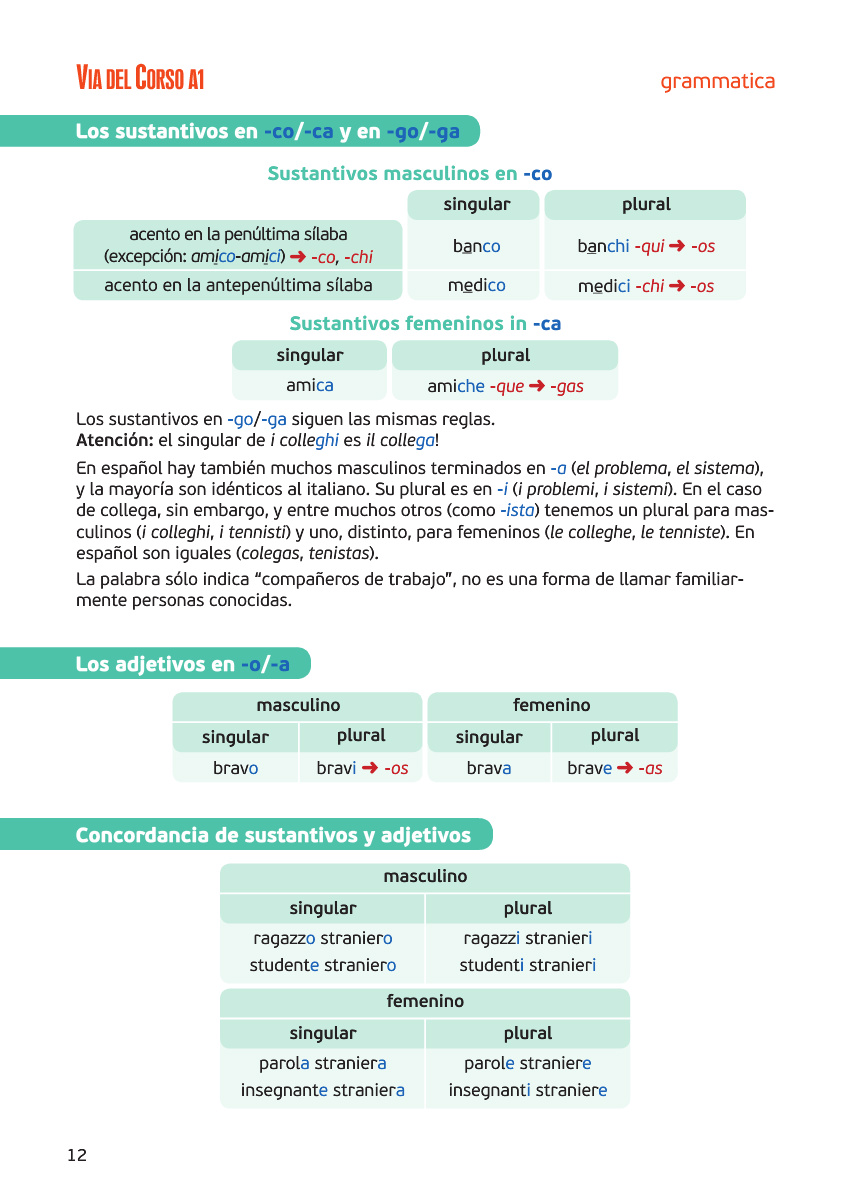 VIA DEL CORSO A1
grammatica
Los sustantivos en -co/-ca y en -go/-ga
Sustantivos masculinos en -co
singular plural
acento en la penúltima sílaba
(excepción: amico-amici) ➜ -co, -chi
banco banchi -qui ➜ -os
acento en la antepenúltima sílaba medico medici -chi ➜ -os
Sustantivos femeninos in -ca
singular plural
amica amiche -que ➜ -gas
Los sustantivos en -go/-ga siguen las mismas reglas.
Atención: el singular de i colleghi es il collega!
En español hay también muchos masculinos terminados en -a (el problema, el sistema),
y la mayoría son idénticos al italiano. Su plural es en -i (i problemi, i sistemi). En el caso
de collega, sin embargo, y entre muchos otros (como -ista) tenemos un plural para mas-
culinos (i colleghi, i tennisti) y uno, distinto, para femeninos (le colleghe, le tenniste). En
español son iguales (colegas, tenistas).
La palabra sólo indica “compañeros de trabajo”, no es una forma de llamar familiar-
mente personas conocidas.
Los adjetivos en -o/-a
masculino femenino
singular plural singular plural
bravo bravi ➜ -os brava brave ➜ -as
Concordancia de sustantivos y adjetivos
masculino
singular plural
ragazzo straniero ragazzi stranieri
studente straniero studenti stranieri
femenino
singular plural
parola straniera parole straniere
insegnante straniera insegnanti straniere
12